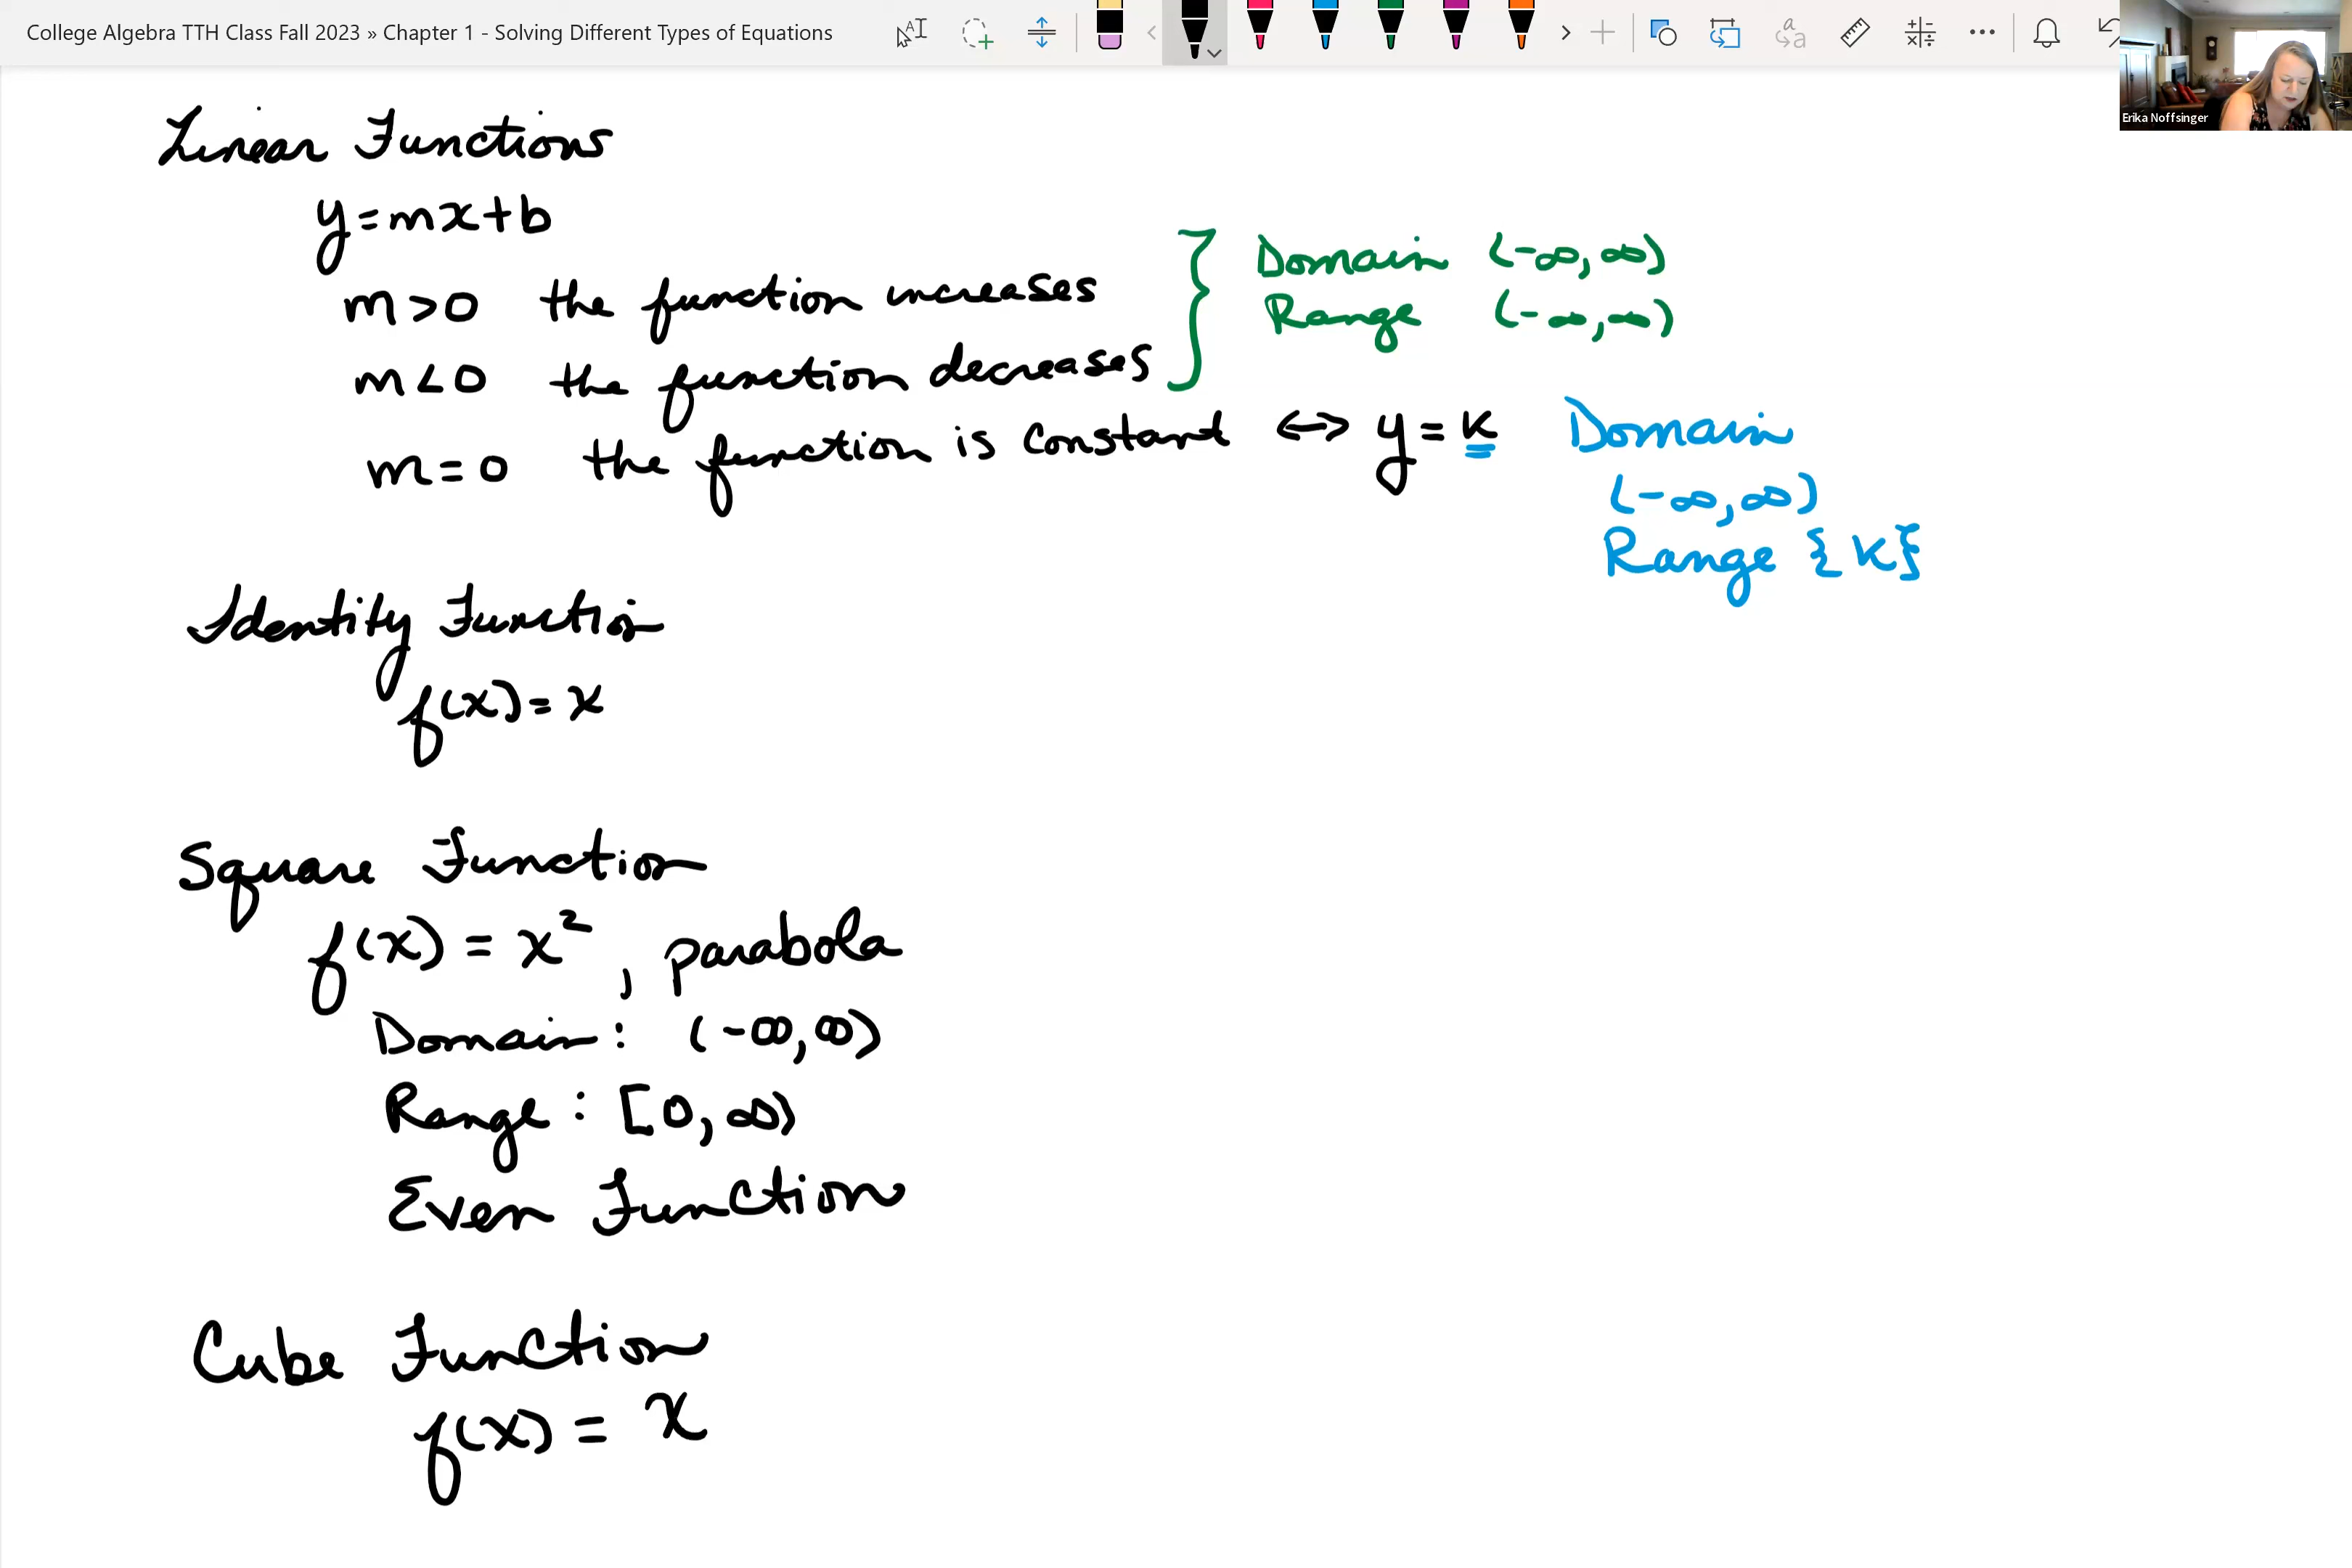 College Algebra TTH Class Fall 2023 » Chapter 1 - Solving Different Types of Equations
Erika Noffsinger
Linear Functions
y = mx + b
m > 0 the function increases
m < 0 the function decreases
} Domain (-∞, ∞)
Range (-∞, ∞)
m = 0 the function is constant ↔ y = k
Domain
(-∞, ∞)
Range {k}
Identity Function
f(x) = x
Square Function
f(x) = x², parabola
Domain: (-∞, ∞)
Range: [0, ∞)
Even Function
Cube Function
f(x) = x